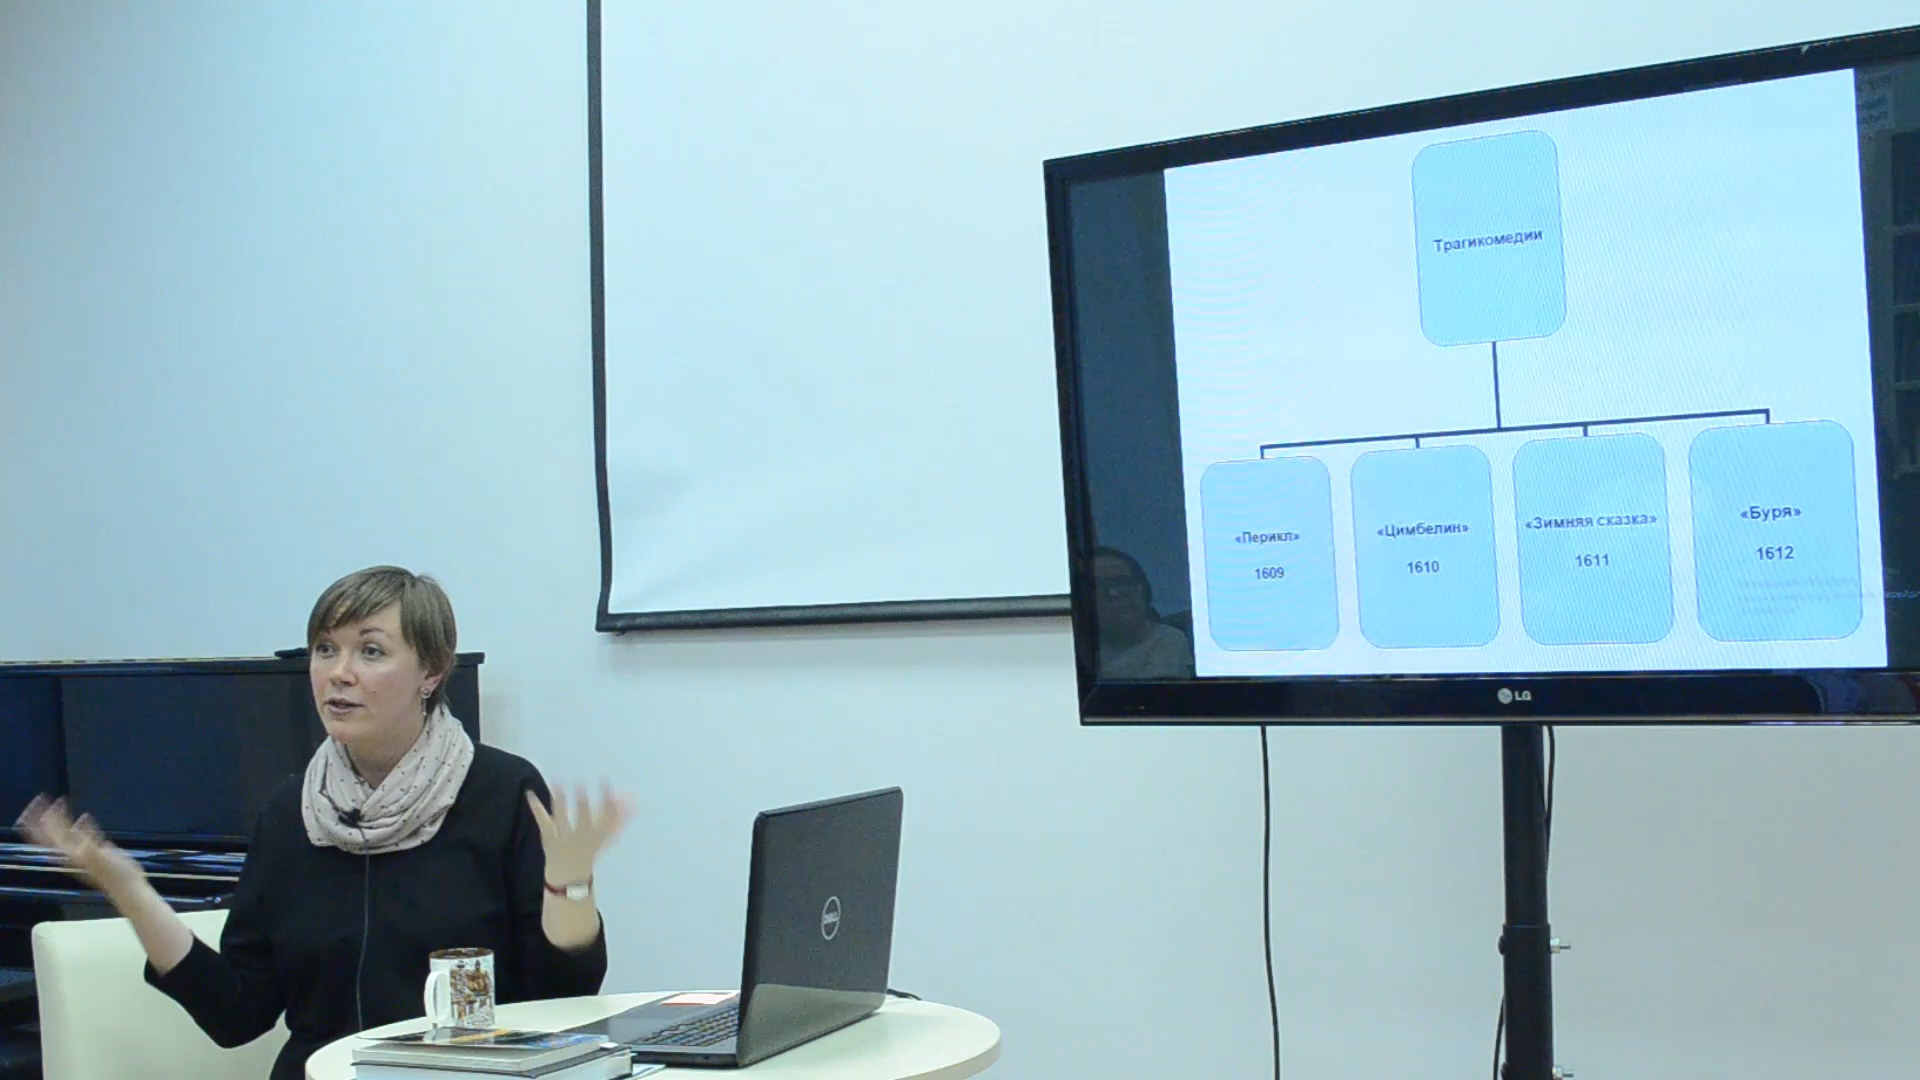 Трагикомедии
«Перикл»
1609
«Цимбелин»
1610
«Зимняя сказка»
1611
«Буря»
1612
LG
DELL